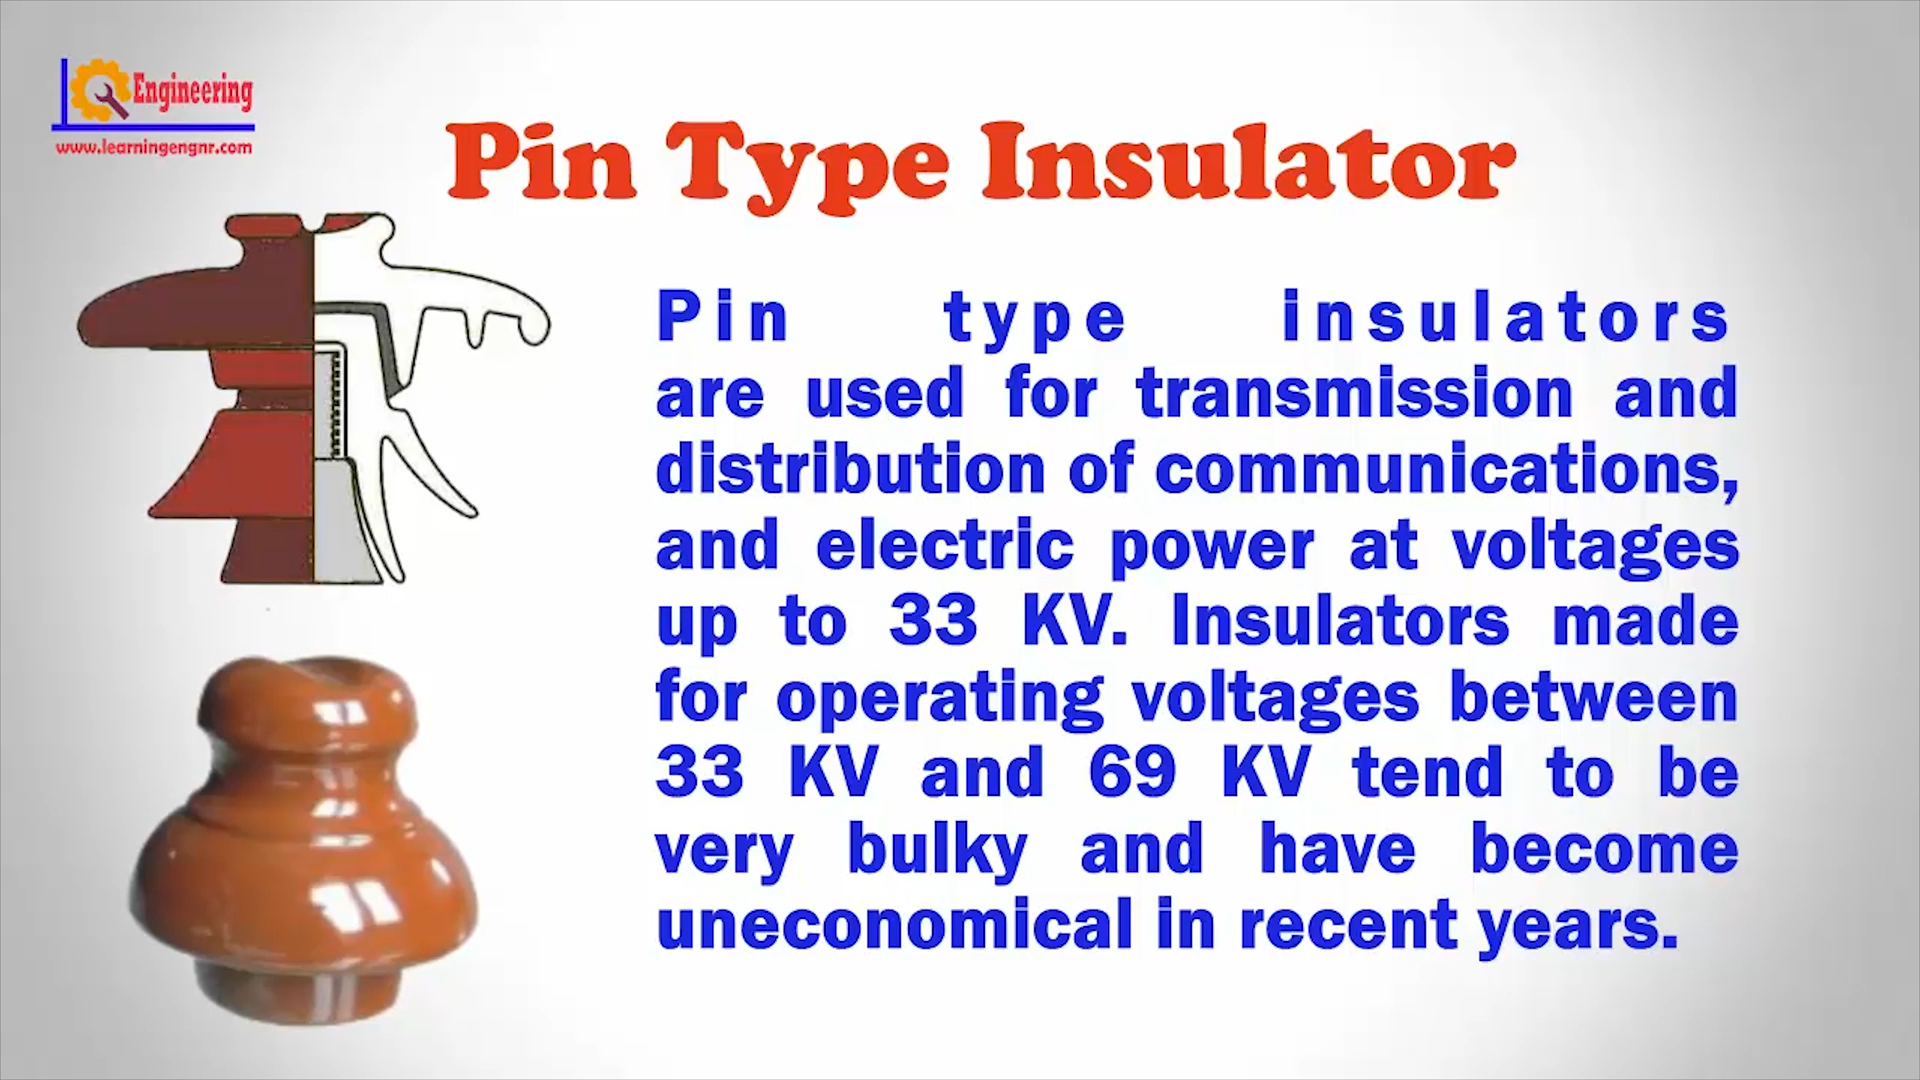 Engineering
www.learningengnr.com
Pin Type Insulator
Pin type insulators
are used for transmission and
distribution of communications,
and electric power at voltages
up to 33 KV. Insulators made
for operating voltages between
33 KV and 69 KV tend to be
very bulky and have become
uneconomical in recent years.